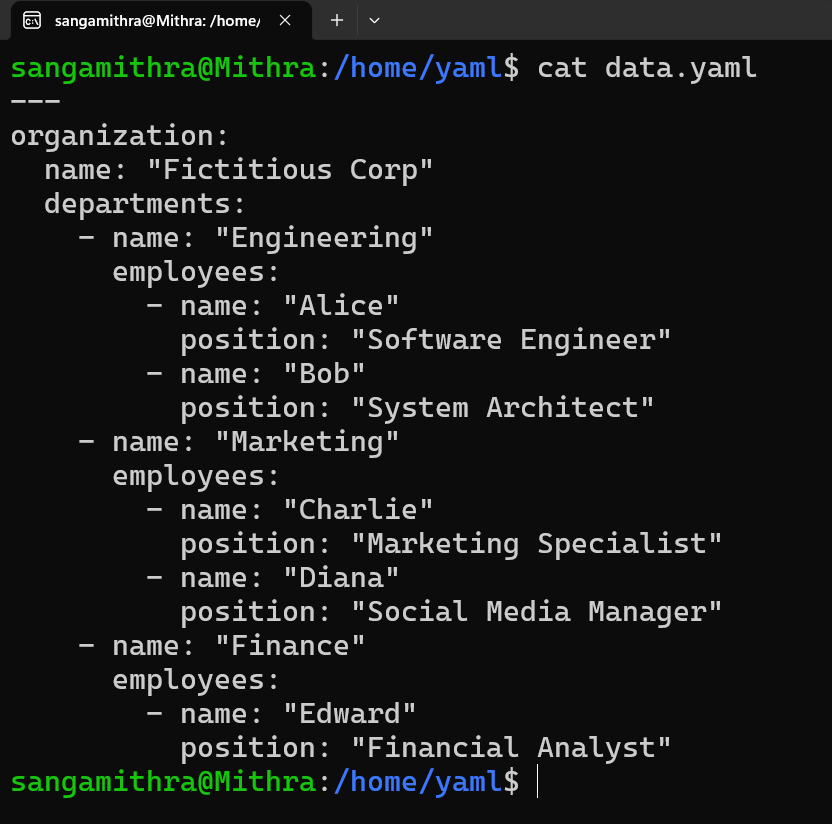 sangamithra@Mithra: /home/
sangamithra@Mithra:/home/yaml$ cat data.yaml
---
organization:
  name: "Fictitious Corp"
  departments:
    - name: "Engineering"
      employees:
        - name: "Alice"
          position: "Software Engineer"
        - name: "Bob"
          position: "System Architect"
    - name: "Marketing"
      employees:
        - name: "Charlie"
          position: "Marketing Specialist"
        - name: "Diana"
          position: "Social Media Manager"
    - name: "Finance"
      employees:
        - name: "Edward"
          position: "Financial Analyst"
sangamithra@Mithra:/home/yaml$